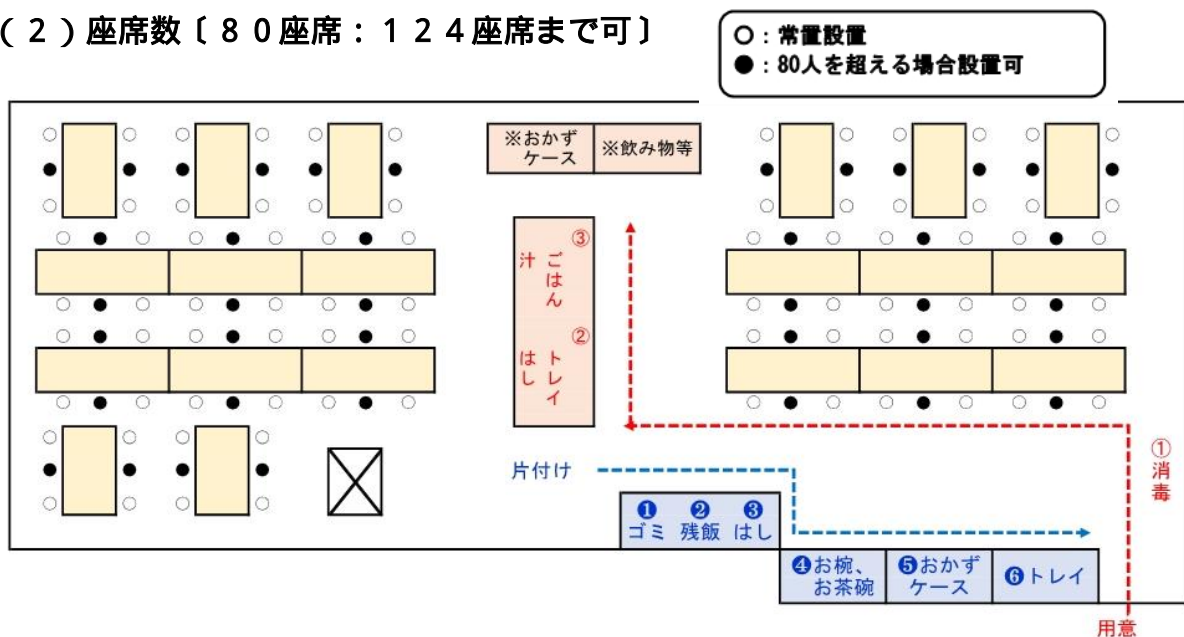 (２)座席数〔８０座席：１２４座席まで可〕
○：常置設置
●：80人を超える場合設置可
※おかず
ケース
※飲み物等
③
ごはん
汁
②
トレイ
はし
①消毒
片付け
❶
ゴミ
❷
残飯
❸
はし
❹お椀、
お茶碗
❺おかず
ケース
❻トレイ
用意